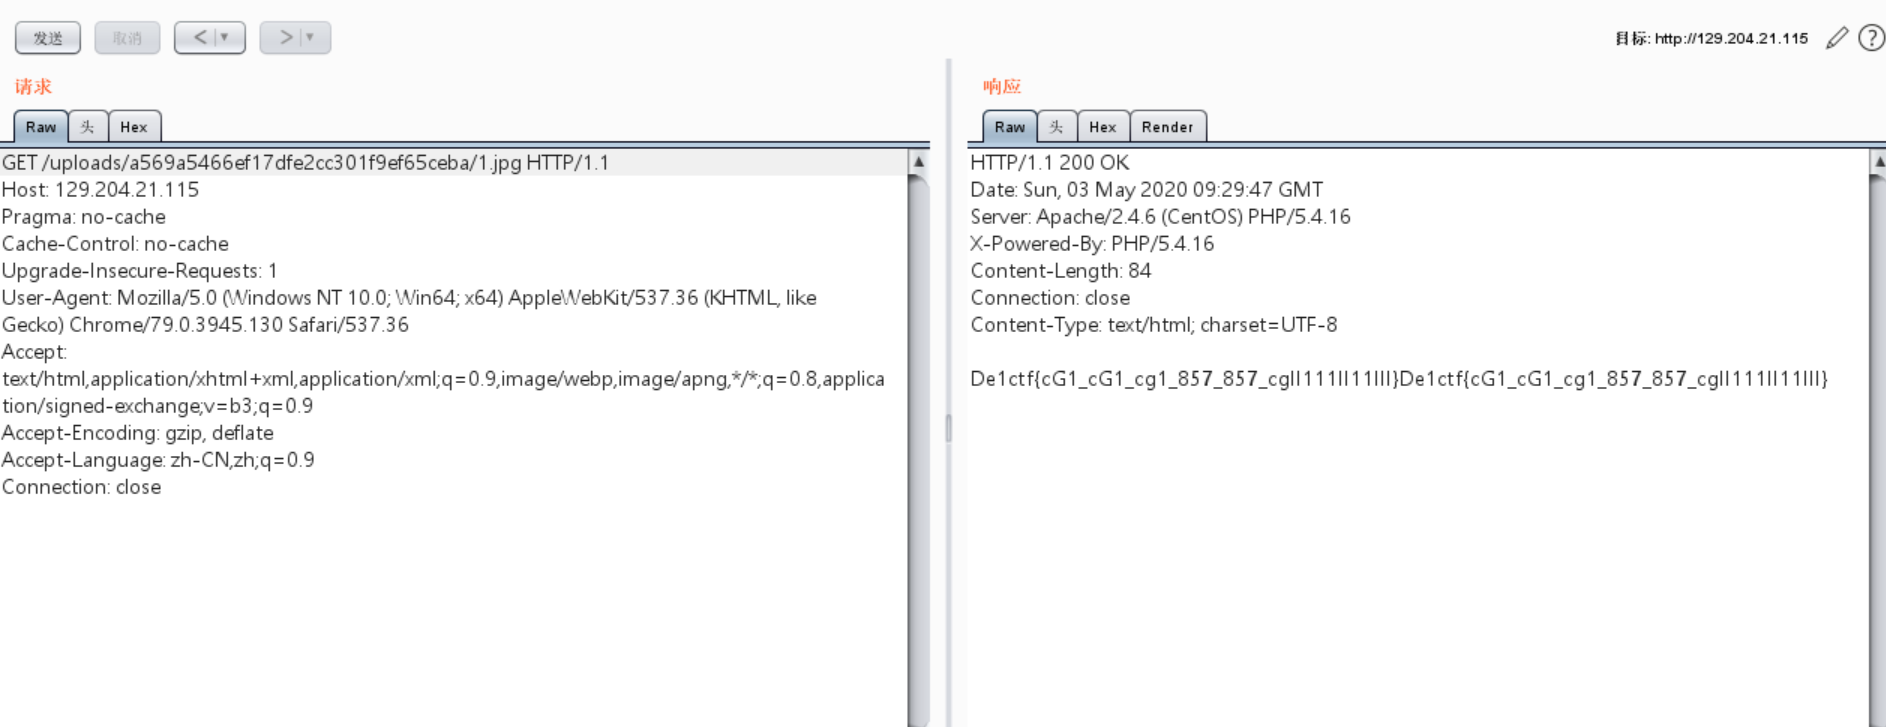 发送 取消 < > 目标: http://129.204.21.115 ?
请求
Raw 头 Hex
GET /uploads/a569a5466ef17dfe2cc301f9ef65ceba/1.jpg HTTP/1.1
Host: 129.204.21.115
Pragma: no-cache
Cache-Control: no-cache
Upgrade-Insecure-Requests: 1
User-Agent: Mozilla/5.0 (Windows NT 10.0; Win64; x64) AppleWebKit/537.36 (KHTML, like
Gecko) Chrome/79.0.3945.130 Safari/537.36
Accept:
text/html,application/xhtml+xml,application/xml;q=0.9,image/webp,image/apng,*/*;q=0.8,applica
tion/signed-exchange;v=b3;q=0.9
Accept-Encoding: gzip, deflate
Accept-Language: zh-CN,zh;q=0.9
Connection: close
响应
Raw 头 Hex Render
HTTP/1.1 200 OK
Date: Sun, 03 May 2020 09:29:47 GMT
Server: Apache/2.4.6 (CentOS) PHP/5.4.16
X-Powered-By: PHP/5.4.16
Content-Length: 84
Connection: close
Content-Type: text/html; charset=UTF-8
De1ctf{cG1_cG1_cg1_857_857_cgll111ll11lll}De1ctf{cG1_cG1_cg1_857_857_cgll111ll11lll}